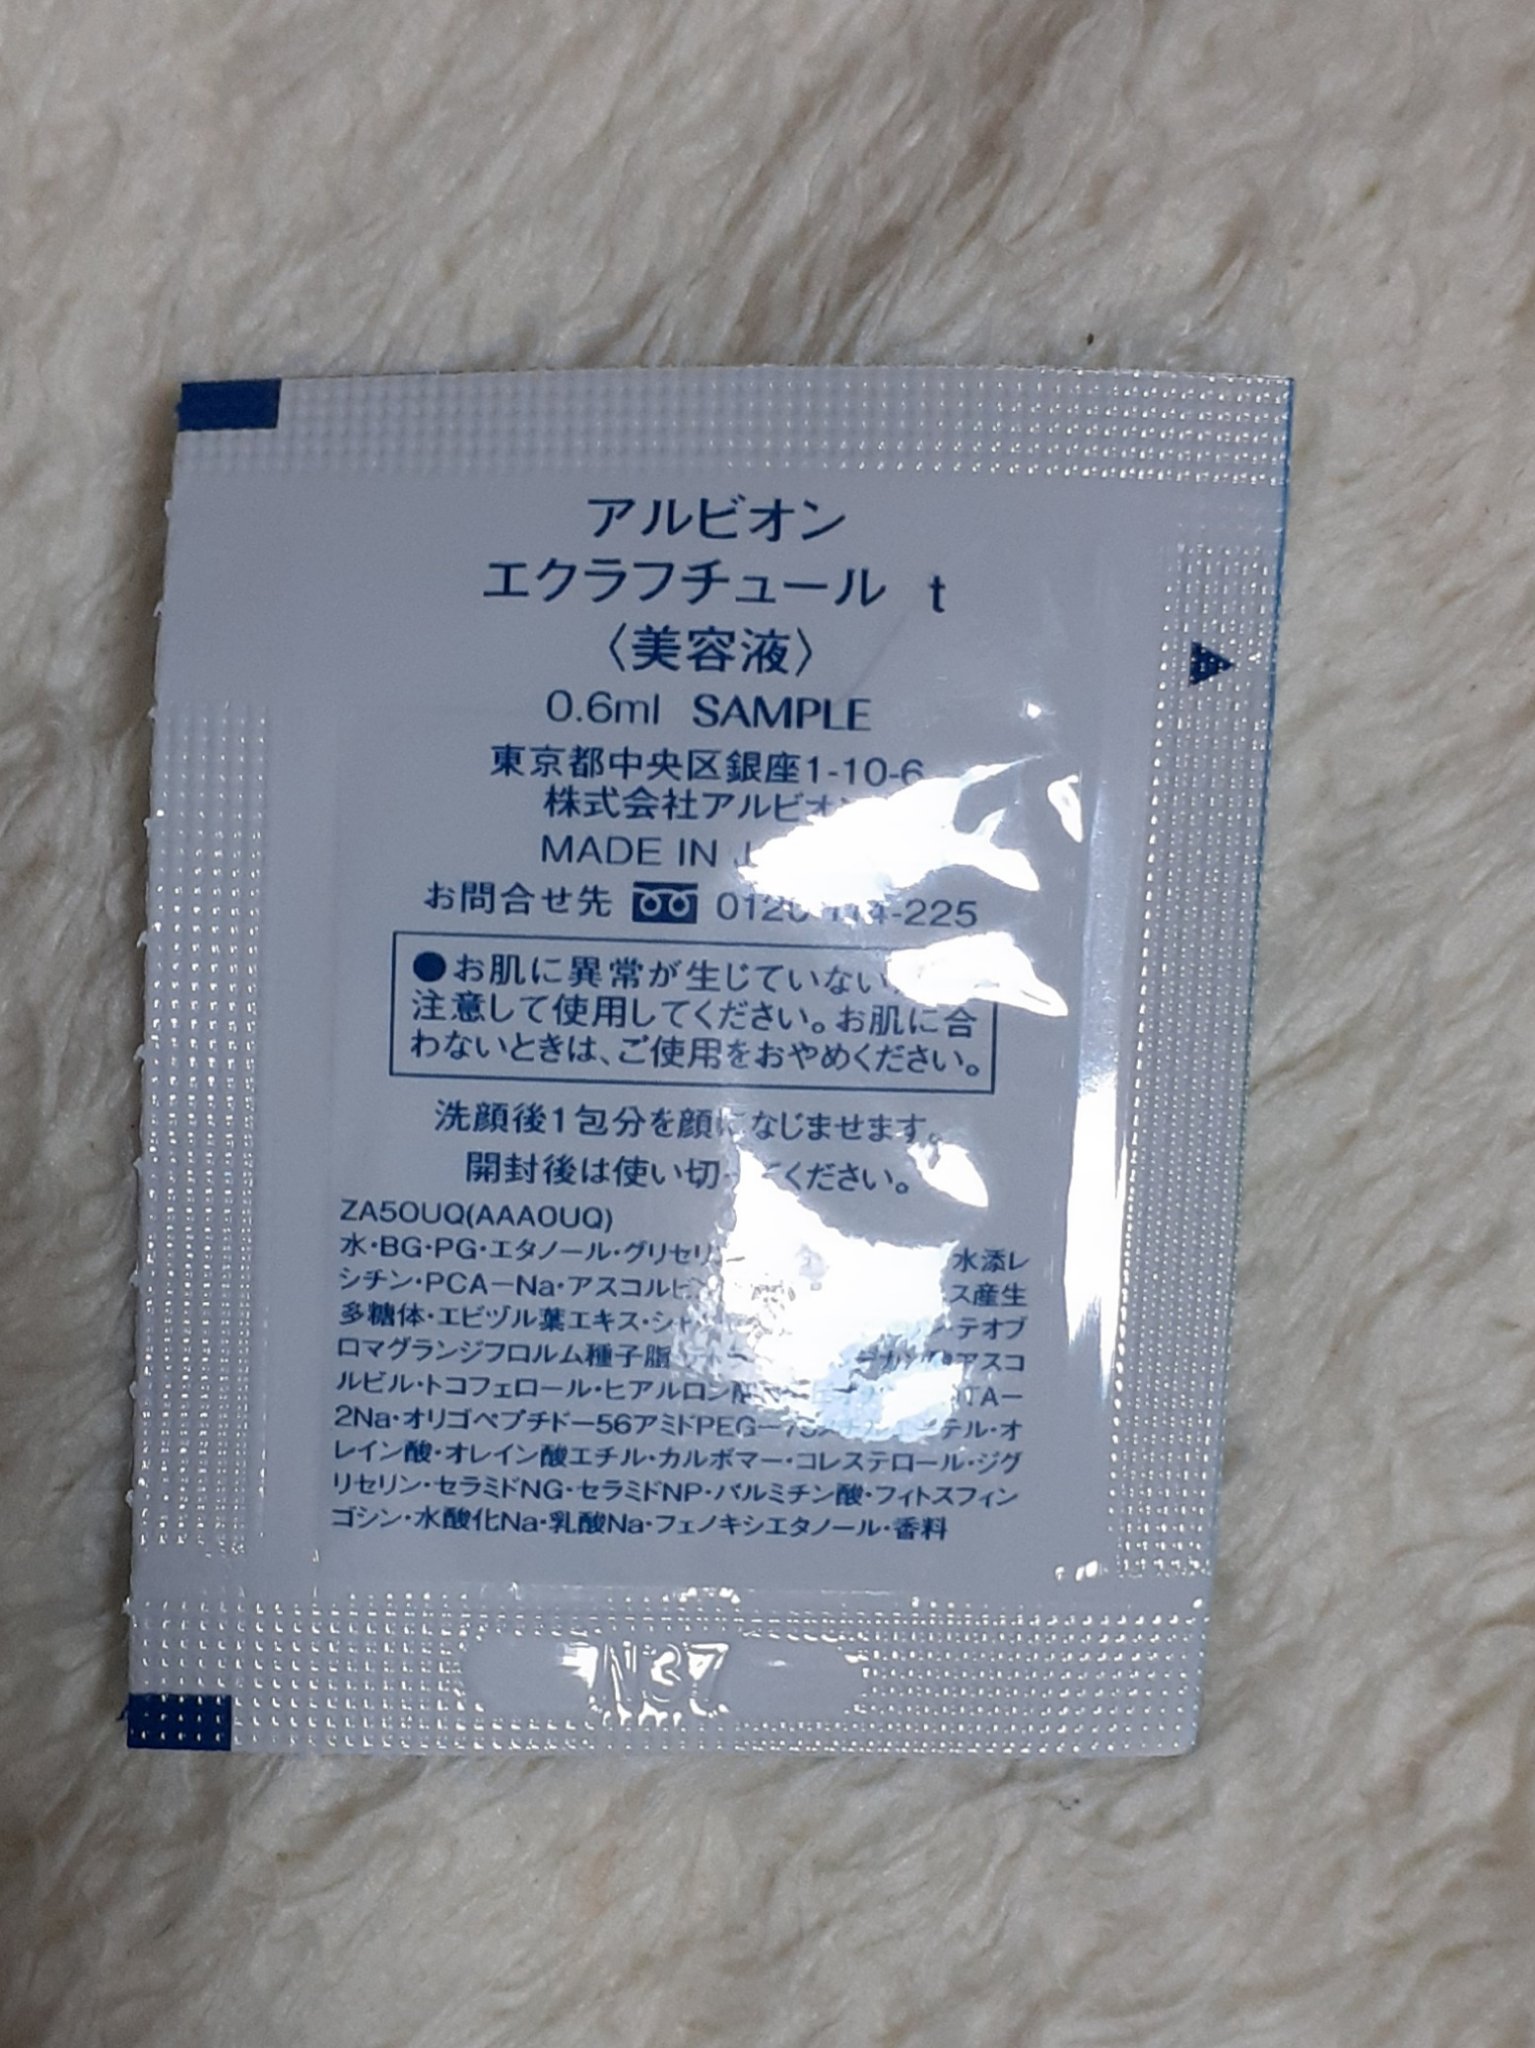 アルビオン
エクラフチュール t
〈美容液〉
0.6ml SAMPLE
東京都中央区銀座1-10-6
株式会社アルビオ
MADE IN J
お問合せ先 0120 114-225
●お肌に異常が生じていない
注意して使用してください。お肌に合
わないときは、ご使用をおやめください。
洗顔後1包分を顔になじませます。
開封後は使い切ってください。
ZA50UQ(AAA0UQ)
水・BG・PG・エタノール・グリセリ 水添レ
シチン・PCA－Na・アスコルビ ス産生
多糖体・エビヅル葉エキス・シ ン・テオブ
ロマグランジフロルム種子脂 アスコ
ルビル・トコフェロール・ヒアルロン酸 TA－
2Na・オリゴペプチド－56アミドPEG－ テル・オ
レイン酸・オレイン酸エチル・カルボマー・コレステロール・ジグ
リセリン・セラミドNG・セラミドNP・パルミチン酸・フィトスフィン
ゴシン・水酸化Na・乳酸Na・フェノキシエタノール・香料
N37